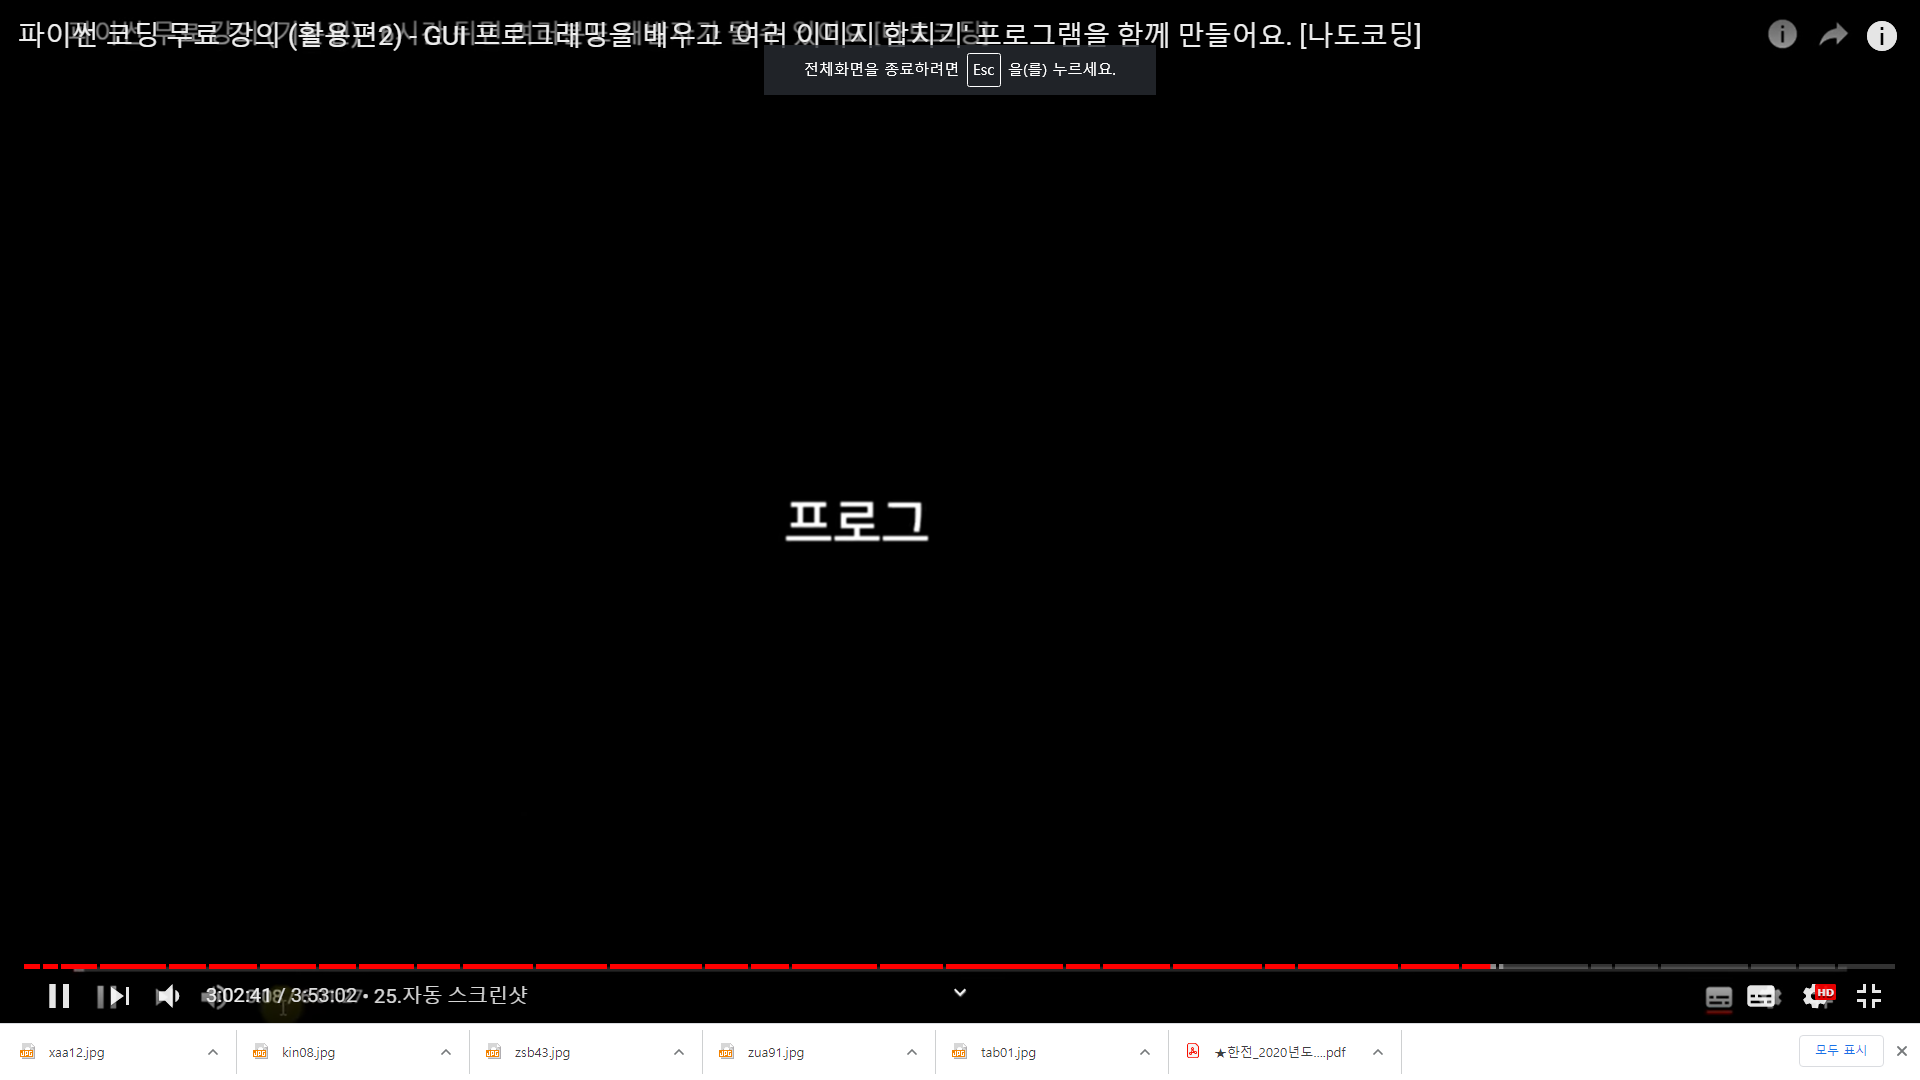 파이썬 코딩 무료 강의 (활용편2) - GUI 프로그래밍을 배우고 '여러 이미지 합치키' 프로그램을 함께 만들어요. [나도코딩]
전체화면을 종료하려면 Esc 을(를) 누르세요.
프로그
3:02:41 / 3:53:02 • 25.자동 스크린샷
HD
xaa12.jpg
kin08.jpg
zsb43.jpg
zua91.jpg
tab01.jpg
★한전_2020년도....pdf
모두 표시